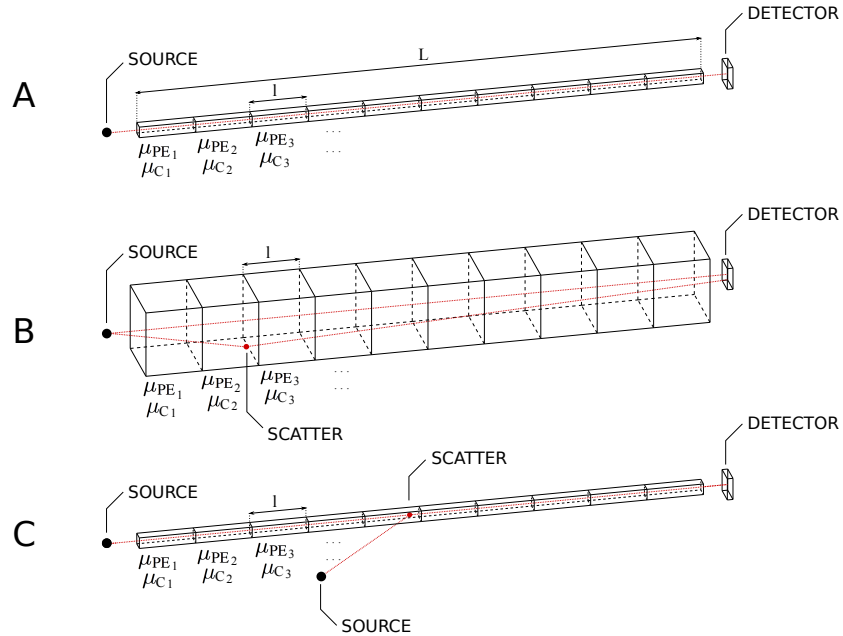 A
SOURCE
DETECTOR
L
l
μPE1 μPE2 μPE3 ...
μC1 μC2 μC3 ...
B
SOURCE
DETECTOR
l
μPE1 μPE2 μPE3 ...
μC1 μC2 μC3 ...
SCATTER
C
SOURCE
SCATTER
DETECTOR
l
μPE1 μPE2 μPE3 ...
μC1 μC2 μC3 ...
SOURCE